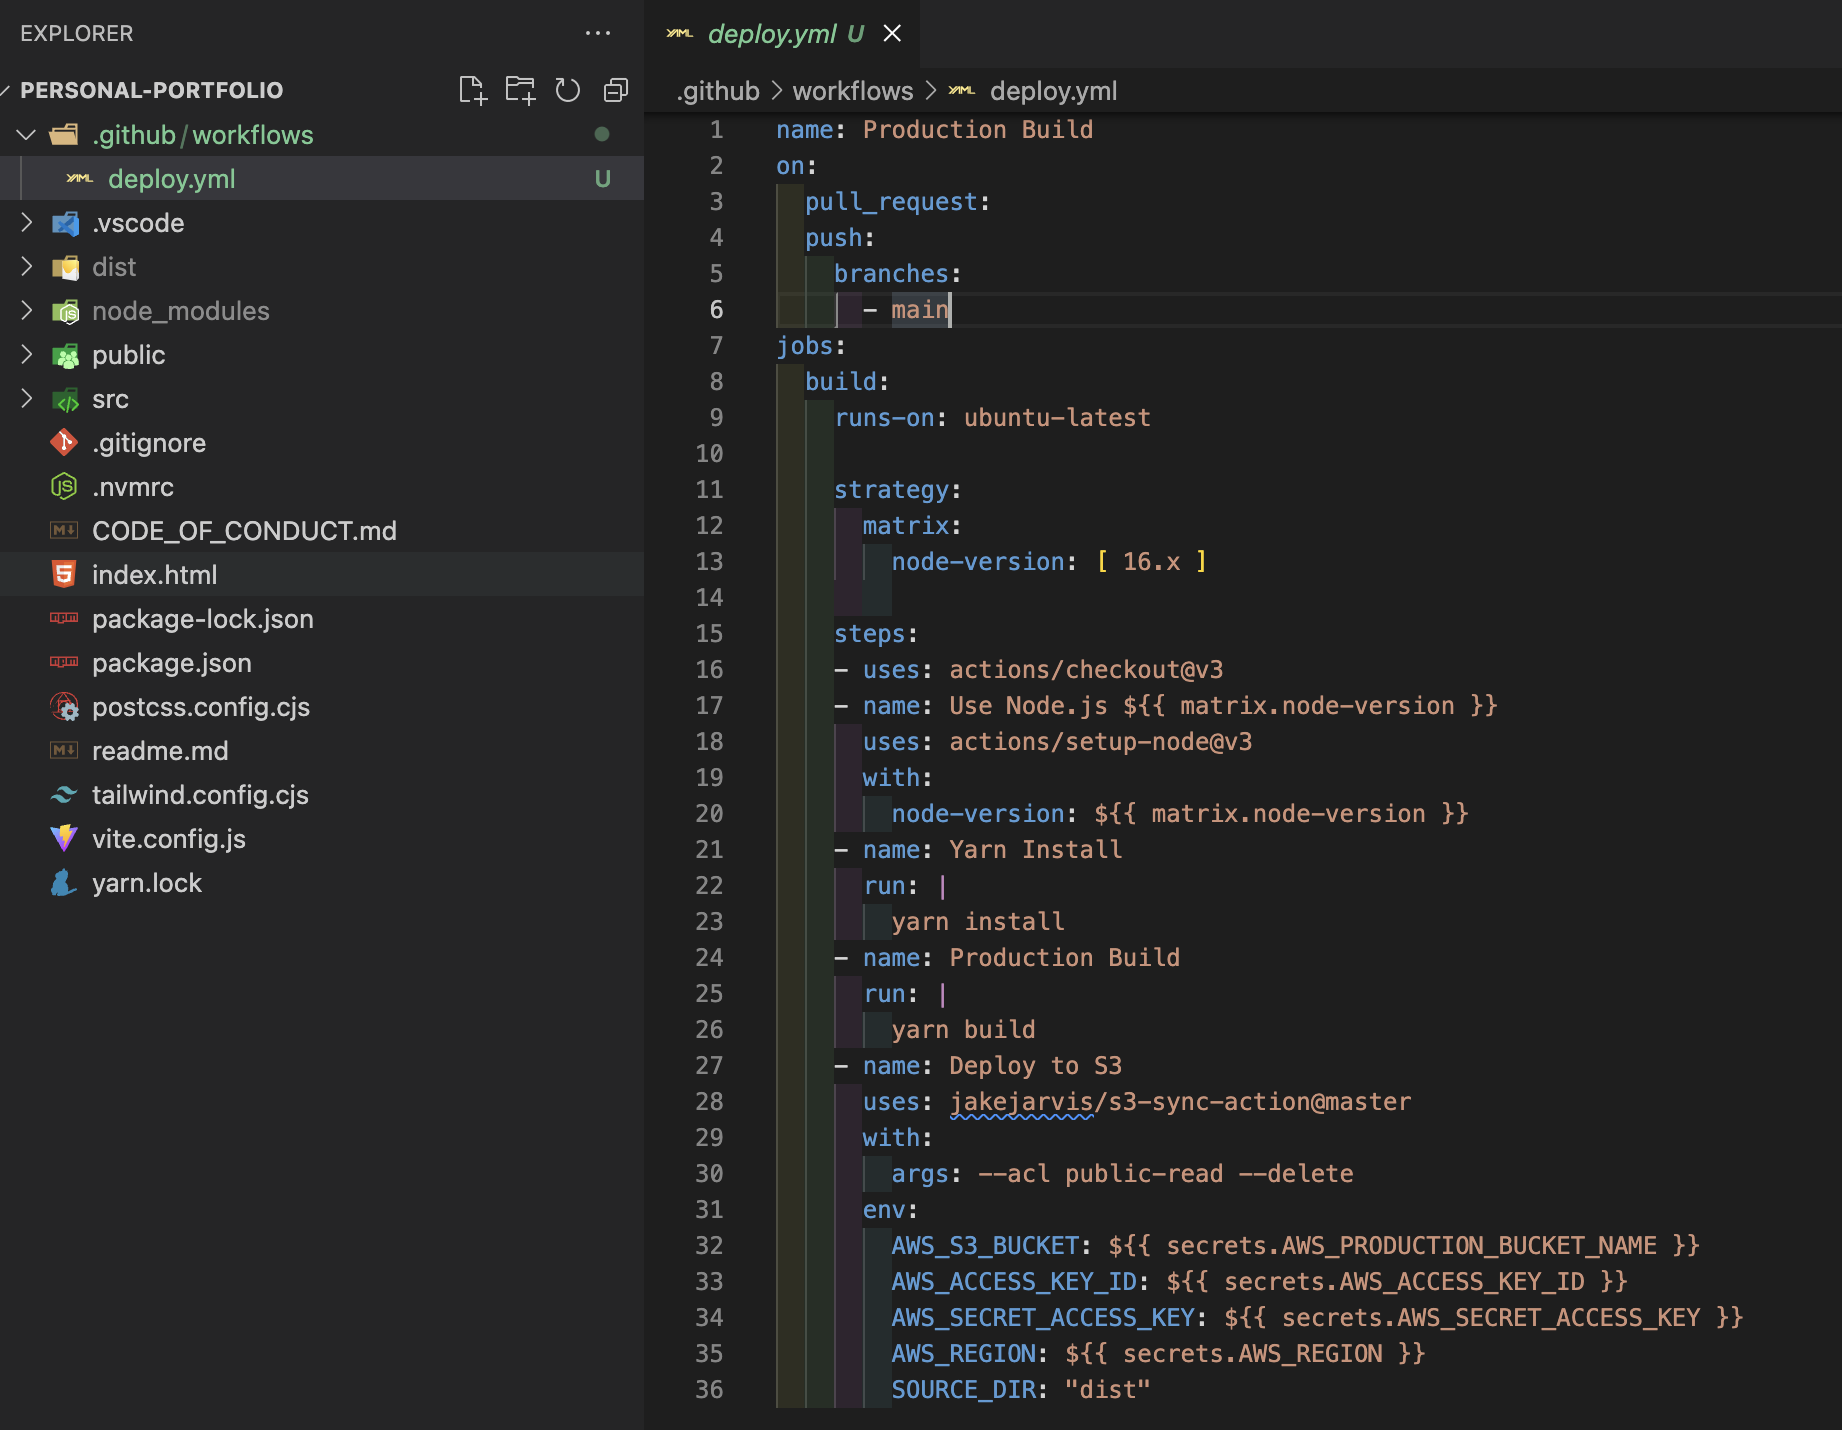 EXPLORER
PERSONAL-PORTFOLIO
.github/workflows
deploy.yml U
.vscode
dist
node_modules
public
src
.gitignore
.nvmrc
CODE_OF_CONDUCT.md
index.html
package-lock.json
package.json
postcss.config.cjs
readme.md
tailwind.config.cjs
vite.config.js
yarn.lock
YAML deploy.yml U
.github > workflows > YAML deploy.yml
1 name: Production Build
2 on:
3   pull_request:
4   push:
5     branches:
6       - main
7 jobs:
8   build:
9     runs-on: ubuntu-latest
10
11     strategy:
12       matrix:
13         node-version: [ 16.x ]
14
15     steps:
16     - uses: actions/checkout@v3
17     - name: Use Node.js ${{ matrix.node-version }}
18       uses: actions/setup-node@v3
19       with:
20         node-version: ${{ matrix.node-version }}
21     - name: Yarn Install
22       run: |
23         yarn install
24     - name: Production Build
25       run: |
26         yarn build
27     - name: Deploy to S3
28       uses: jakejarvis/s3-sync-action@master
29       with:
30         args: --acl public-read --delete
31       env:
32         AWS_S3_BUCKET: ${{ secrets.AWS_PRODUCTION_BUCKET_NAME }}
33         AWS_ACCESS_KEY_ID: ${{ secrets.AWS_ACCESS_KEY_ID }}
34         AWS_SECRET_ACCESS_KEY: ${{ secrets.AWS_SECRET_ACCESS_KEY }}
35         AWS_REGION: ${{ secrets.AWS_REGION }}
36         SOURCE_DIR: "dist"